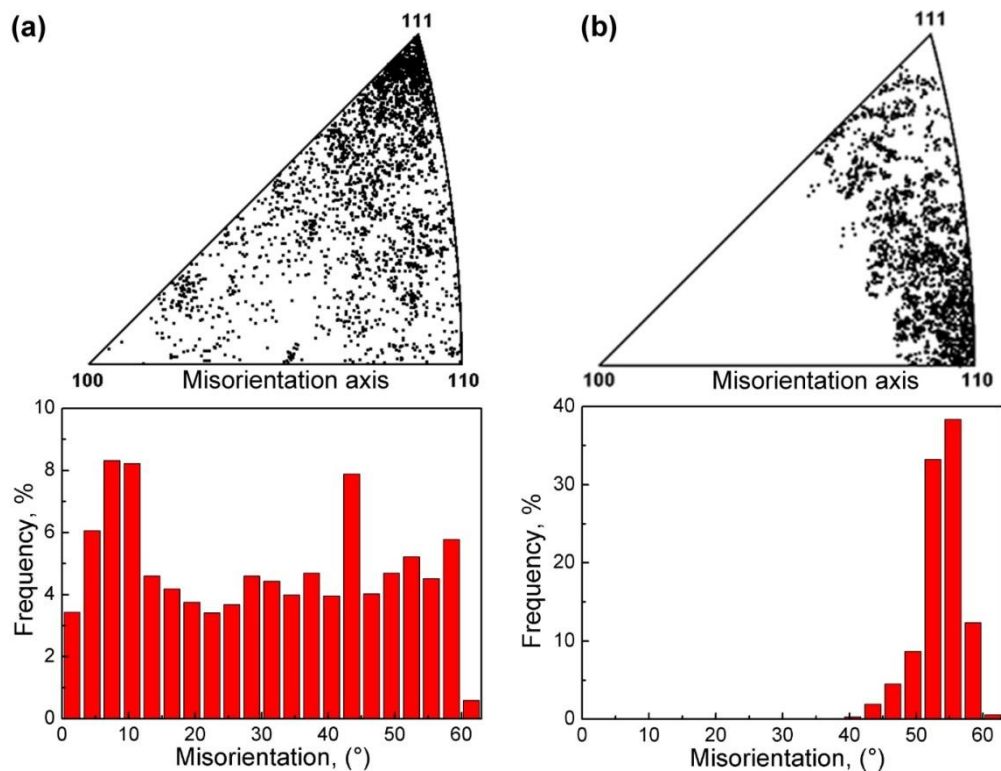 (a)
111
100
Misorientation axis
110
10
8
6
4
2
0
Frequency, %
0 10 20 30 40 50 60
Misorientation, (°)
(b)
111
100
Misorientation axis
110
40
30
20
10
0
Frequency, %
0 10 20 30 40 50 60
Misorientation, (°)